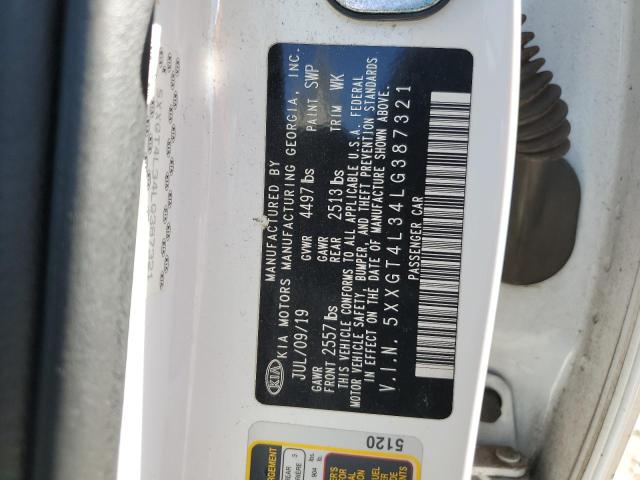 KIA
MANUFACTURED BY
KIA MOTORS MANUFACTURING GEORGIA, INC.
JUL/09/19 GVWR 4497 lbs PAINT SWP
GAWR FRONT 2557 lbs GAWR REAR 2513 lbs TRIM WK
THIS VEHICLE CONFORMS TO ALL APPLICABLE U.S.A. FEDERAL
MOTOR VEHICLE SAFETY, BUMPER, AND THEFT PREVENTION STANDARDS
IN EFFECT ON THE DATE OF MANUFACTURE SHOWN ABOVE.
V.I.N. 5XXGT4L34LG387321
PASSENGER CAR
5XXGT4L34LG387321
5120